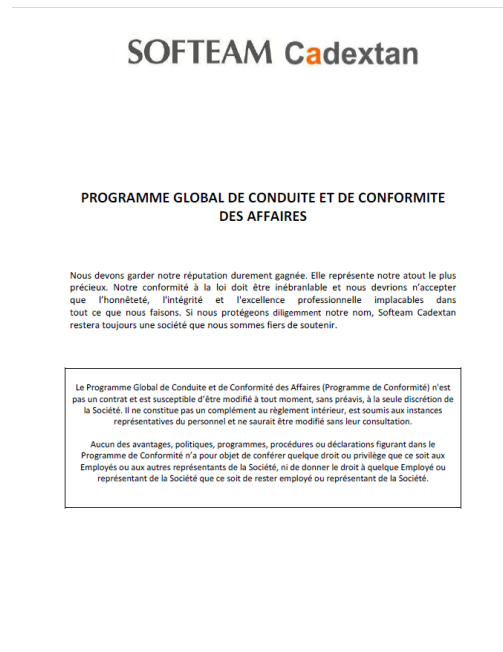 SOFTEAM Cadextan
PROGRAMME GLOBAL DE CONDUITE ET DE CONFORMITE
DES AFFAIRES
Nous devons garder notre réputation durement gagnée. Elle représente notre atout le plus
précieux. Notre conformité à la loi doit être inébranlable et nous devrions n'accepter
que l'honnêteté, l'intégrité et l'excellence professionnelle implacables dans
tout ce que nous faisons. Si nous protégeons diligemment notre nom, Softeam Cadextan
restera toujours une société que nous sommes fiers de soutenir.
Le Programme Global de Conduite et de Conformité des Affaires (Programme de Conformité) n'est
pas un contrat et est susceptible d'être modifié à tout moment, sans préavis, à la seule discrétion de
la Société. Il ne constitue pas un complément au règlement intérieur, est soumis aux instances
représentatives du personnel et ne saurait être modifié sans leur consultation.
Aucun des avantages, politiques, programmes, procédures ou déclarations figurant dans le
Programme de Conformité n'a pour objet de conférer quelque droit ou privilège que ce soit aux
Employés ou aux autres représentants de la Société, ni de donner le droit à quelque Employé ou
représentant de la Société que ce soit de rester employé ou représentant de la Société.